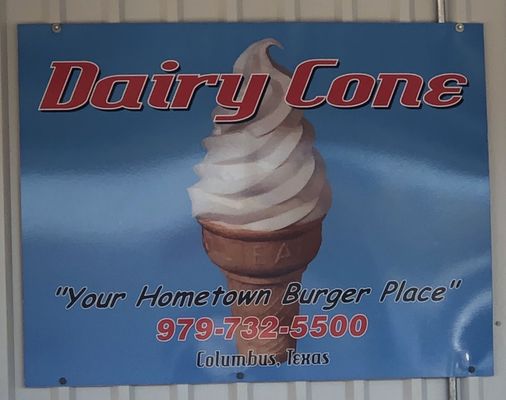 Dairy Cone
"Your Hometown Burger Place"
979-732-5500
Columbus, Texas